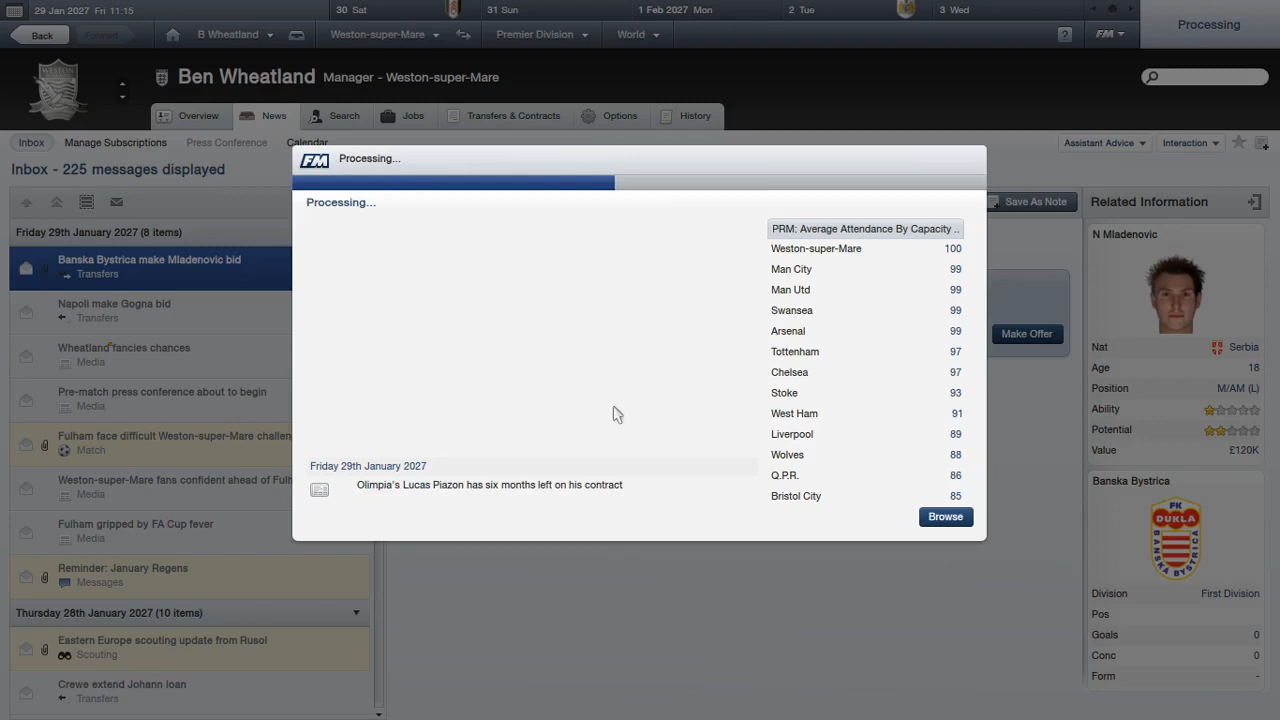 29 Jan 2027 Fri 11:15
30 Sat
31 Sun
1 Feb 2027 Mon
2 Tue
3 Wed
Processing
Back
Forward
B Wheatland
Weston-super-Mare
Premier Division
World
?
FM
WESTON
Ben Wheatland Manager - Weston-super-Mare
Overview
News
Search
Jobs
Transfers & Contracts
Options
History
Inbox
Manage Subscriptions
Press Conference
Calendar
Assistant Advice
Interaction
Inbox - 225 messages displayed
Save As Note
Friday 29th January 2027 (8 items)
Banska Bystrica make Mladenovic bid
Transfers
Napoli make Gogna bid
Transfers
Wheatland fancies chances
Media
Pre-match press conference about to begin
Media
Fulham face difficult Weston-super-Mare challen
Match
Weston-super-Mare fans confident ahead of Fulh
Media
Fulham gripped by FA Cup fever
Media
Reminder: January Regens
Messages
Thursday 28th January 2027 (10 items)
Eastern Europe scouting update from Rusol
Scouting
Crewe extend Johann loan
Transfers
FM Processing...
Processing...
Friday 29th January 2027
Olimpia's Lucas Piazon has six months left on his contract
PRM: Average Attendance By Capacity ..
Weston-super-Mare 100
Man City 99
Man Utd 99
Swansea 99
Arsenal 99
Tottenham 97
Chelsea 97
Stoke 93
West Ham 91
Liverpool 89
Wolves 88
Q.P.R. 86
Bristol City 85
Browse
Make Offer
Related Information
N Mladenovic
Nat Serbia
Age 18
Position M/AM (L)
Ability
Potential
Value £120K
Banska Bystrica
FK
DUKLA
BANSKÁ BYSTRICA
Division First Division
Pos
Goals 0
Conc 0
Form -